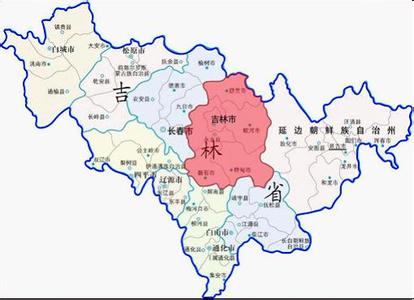 镇赉县
白城市
大安市
洮南市
松原市
扶余县
榆树市
前郭尔罗斯
蒙古族自治县
乾安县
通榆县
吉
德惠市
农安县
舒兰市
长岭县
九台市
吉林市
长春市
蛟河市
延边朝鲜族自治州
汪清县
敦化市
安图县
延吉市
图们市
珲春市
龙井市
和龙市
林
双辽市
公主岭市
梨树县
四平市
伊通满族自治县
辽源市
东辽县
东丰县
磐石市
桦甸市
省
辉南县
梅河口市
柳河县
靖宇县
抚松县
白山市
江源县
临江市
长白朝鲜族
自治县
通化市
通化县
集安市